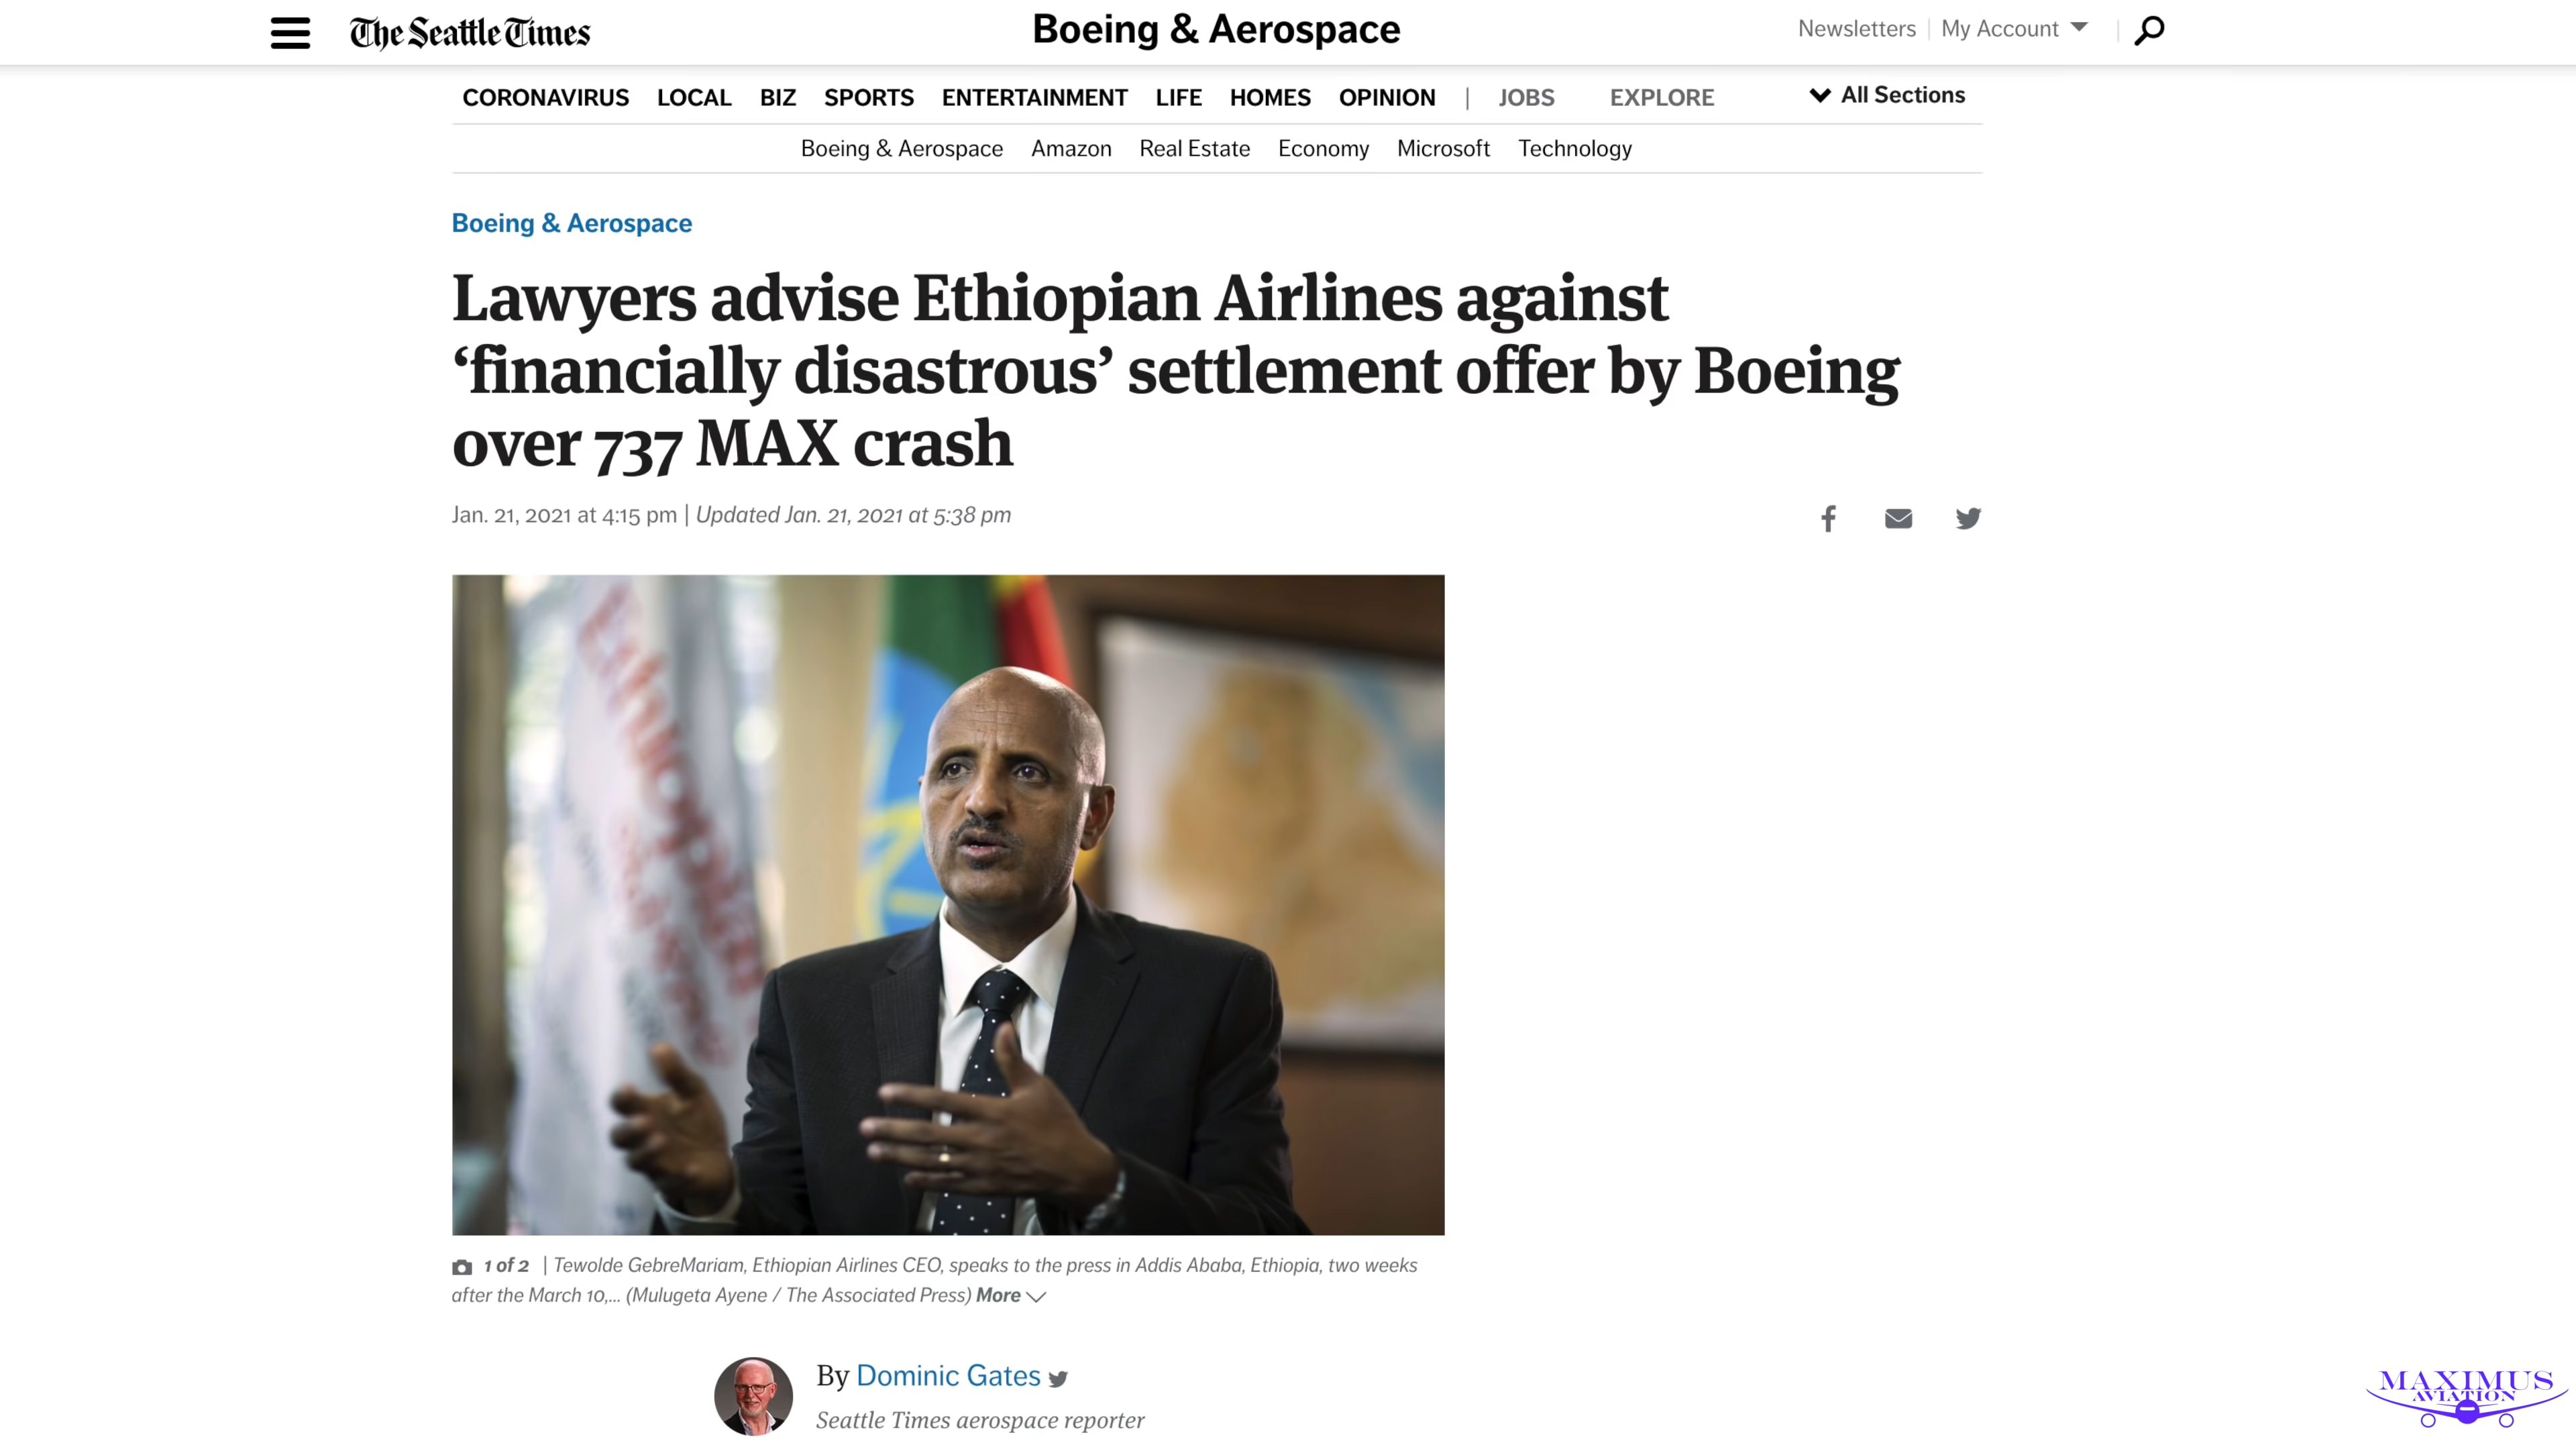 The Seattle Times
Boeing & Aerospace
Newsletters | My Account
CORONAVIRUS LOCAL BIZ SPORTS ENTERTAINMENT LIFE HOMES OPINION | JOBS EXPLORE All Sections
Boeing & Aerospace Amazon Real Estate Economy Microsoft Technology
Boeing & Aerospace
Lawyers advise Ethiopian Airlines against
‘financially disastrous’ settlement offer by Boeing
over 737 MAX crash
Jan. 21, 2021 at 4:15 pm | Updated Jan. 21, 2021 at 5:38 pm
1 of 2 | Tewolde GebreMariam, Ethiopian Airlines CEO, speaks to the press in Addis Ababa, Ethiopia, two weeks
after the March 10,... (Mulugeta Ayene / The Associated Press) More
By Dominic Gates
Seattle Times aerospace reporter
MAXIMUS
AVIATION